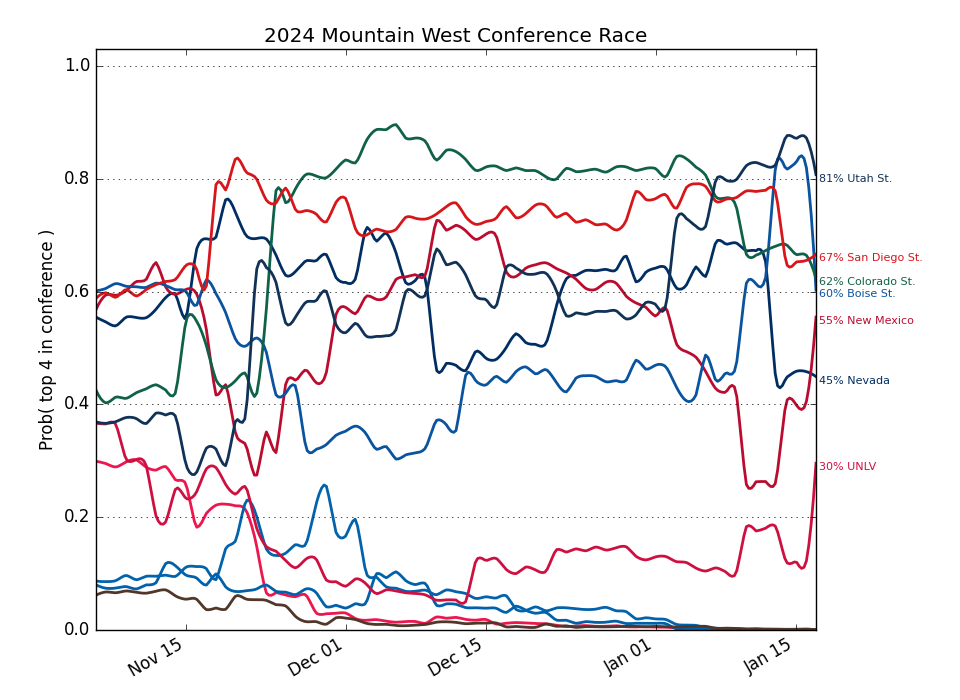 2024 Mountain West Conference Race
Prob( top 4 in conference )
1.0
0.8
0.6
0.4
0.2
0.0
Nov 15
Dec 01
Dec 15
Jan 01
Jan 15
81% Utah St.
67% San Diego St.
62% Colorado St.
60% Boise St.
55% New Mexico
45% Nevada
30% UNLV